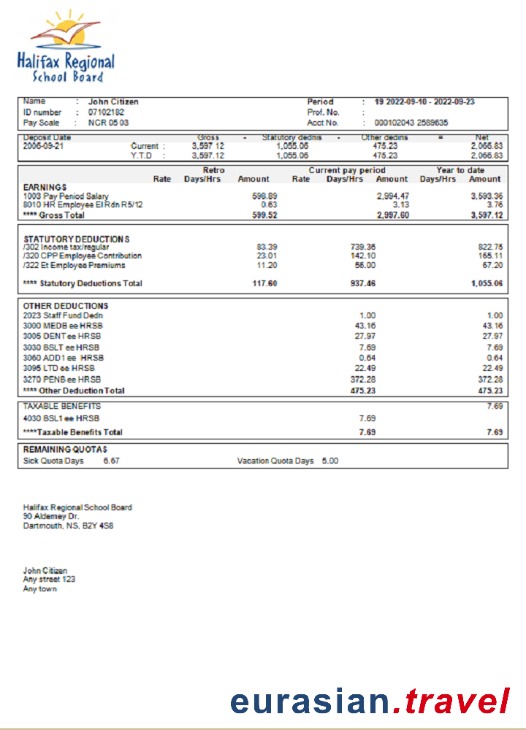 Halifax Regional
School Board
Name : John Citizen Period : 19 2022-09-10 - 2022-09-23
ID number : 07102182 Prof. No. :
Pay Scale : NCR 05 03 Acct No. : 000102043 2589635
Deposit Date Gross - Statutory dedtns - Other dedtns = Net
2006-09-21 Current : 3,597.12 1,055.06 475.23 2,066.83
Y.T.D : 3,597.12 1,055.06 475.23 2,066.83
Retro Current pay period Year to date
Rate Days/Hrs Amount Rate Days/Hrs Amount Days/Hrs Amount
EARNINGS
1003 Pay Period Salary 598.89 2,994.47 3,593.36
8010 HR Employee EI Rdn R5/12 0.63 3.13 3.76
**** Gross Total 599.52 2,997.60 3,597.12
STATUTORY DEDUCTIONS
/302 Income tax/regular 83.39 739.36 822.75
/320 CPP Employee Contribution 23.01 142.10 165.11
/322 Et Employee Premiums 11.20 56.00 67.20
**** Statutory Deductions Total 117.60 937.46 1,055.06
OTHER DEDUCTIONS
2023 Staff Fund Dedn 1.00 1.00
3000 MEDB ee HRSB 43.16 43.16
3005 DENT ee HRSB 27.97 27.97
3030 BSLT ee HRSB 7.69 7.69
3060 ADD1 ee HRSB 0.64 0.64
3095 LTD ee HRSB 22.49 22.49
3270 PENB ee HRSB 372.28 372.28
**** Other Deduction Total 475.23 475.23
TAXABLE BENEFITS 7.69
4030 BSL1 ee HRSB 7.69
****Taxable Benefits Total 7.69 7.69
REMAINING QUOTAS
Sick Quota Days 6.67 Vacation Quota Days 5.00
Halifax Regional School Board
90 Alderney Dr.
Dartmouth, NS, B2Y 4S8
John Citizen
Any street 123
Any town
eurasian.travel